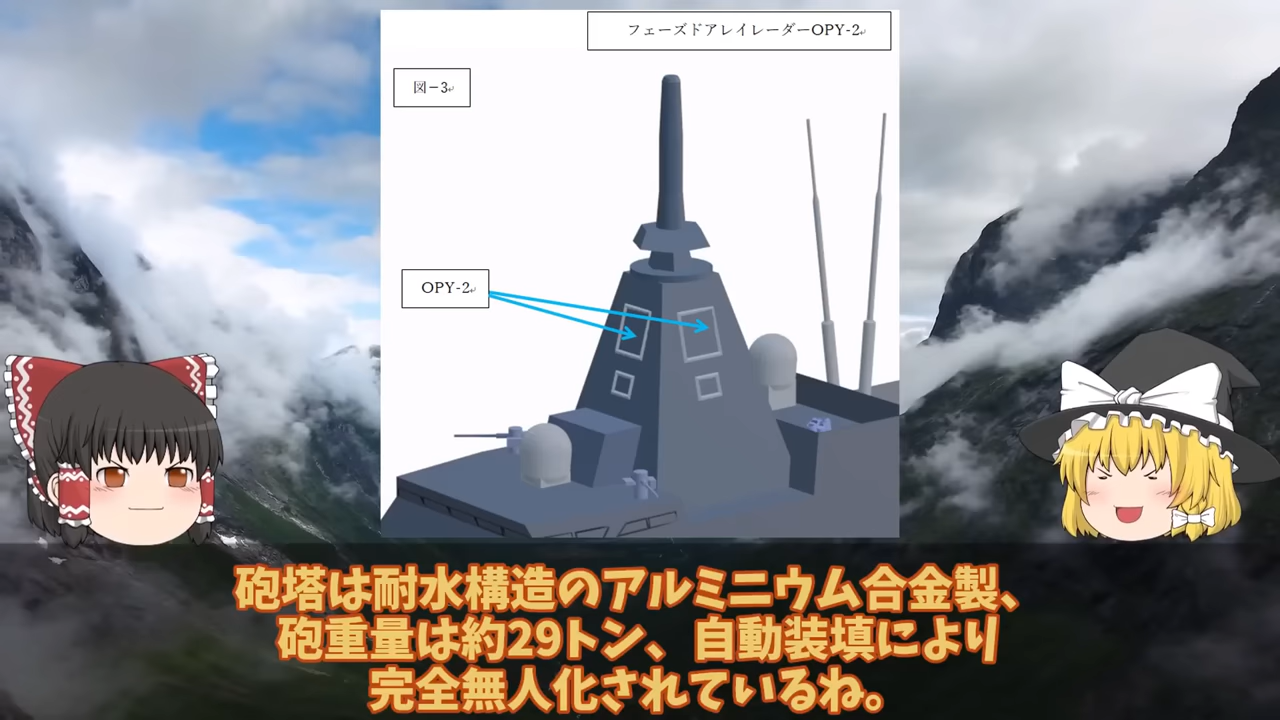 フェーズドアレイレーダーOPY-2
図－3
OPY-2
砲塔は耐水構造のアルミニウム合金製、
砲重量は約29トン、自動装填により
完全無人化されているね。